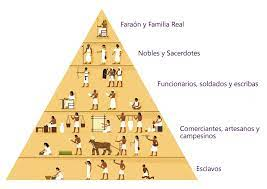 Faraón y Familia Real
Nobles y Sacerdotes
Funcionarios, soldados y escribas
Comerciantes, artesanos y
campesinos
Esclavos